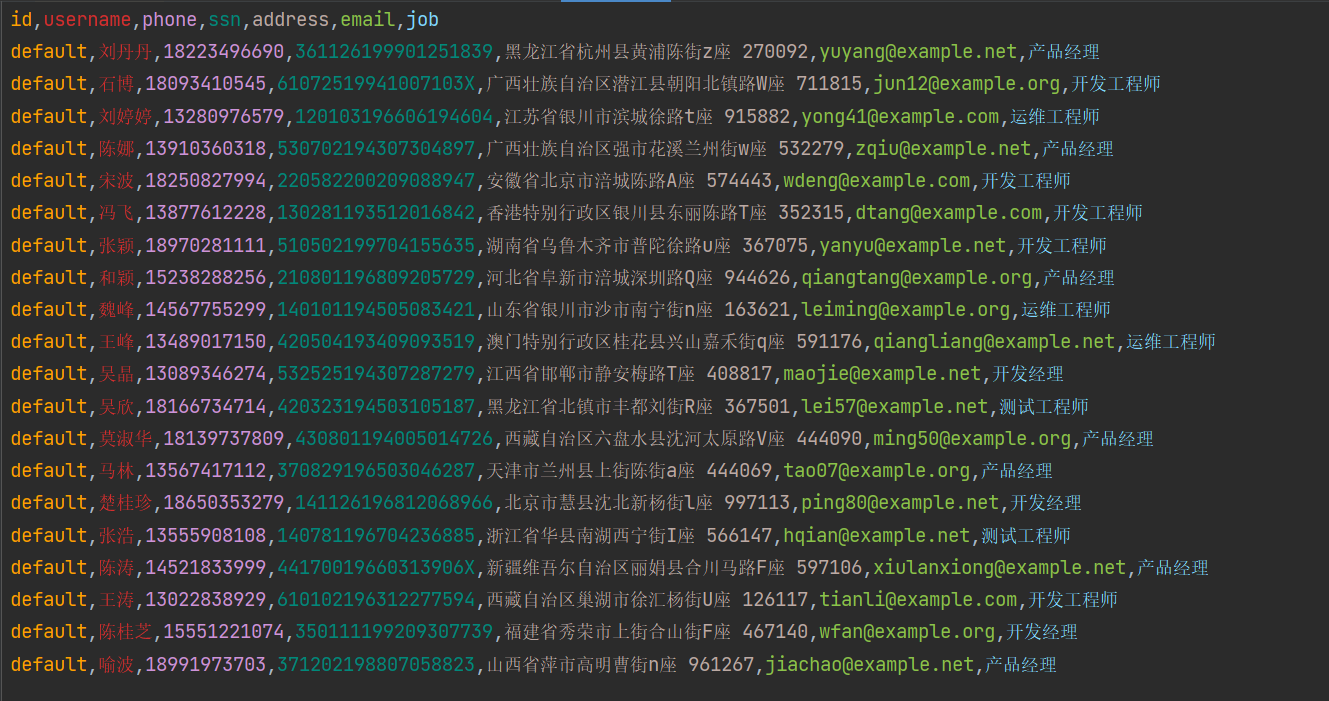 id,username,phone,ssn,address,email,job
default,刘丹丹,18223496690,361126199901251839,黑龙江省杭州县黄浦陈街z座 270092,yuyang@example.net,产品经理
default,石博,18093410545,61072519941007103X,广西壮族自治区潜江县朝阳北镇路W座 711815,jun12@example.org,开发工程师
default,刘婷婷,13280976579,120103196606194604,江苏省银川市滨城徐路t座 915882,yong41@example.com,运维工程师
default,陈娜,13910360318,530702194307304897,广西壮族自治区强市花溪兰州街w座 532279,zqiu@example.net,产品经理
default,宋波,18250827994,220582200209088947,安徽省北京市涪城陈路A座 574443,wdeng@example.com,开发工程师
default,冯飞,13877612228,130281193512016842,香港特别行政区银川县东丽陈路T座 352315,dtang@example.com,开发工程师
default,张颖,18970281111,510502199704155635,湖南省乌鲁木齐市普陀徐路u座 367075,yanyu@example.net,开发工程师
default,和颖,15238288256,210801196809205729,河北省阜新市涪城深圳路Q座 944626,qiangtang@example.org,产品经理
default,魏峰,14567755299,140101194505083421,山东省银川市沙市南宁街n座 163621,leiming@example.org,运维工程师
default,王峰,13489017150,420504193409093519,澳门特别行政区桂花县兴山嘉禾街q座 591176,qiangliang@example.net,运维工程师
default,吴晶,13089346274,532525194307287279,江西省邯郸市静安梅路T座 408817,maojie@example.net,开发经理
default,吴欣,18166734714,420323194503105187,黑龙江省北镇市丰都刘街R座 367501,lei57@example.net,测试工程师
default,莫淑华,18139737809,430801194005014726,西藏自治区六盘水县沈河太原路V座 444090,ming50@example.org,产品经理
default,马林,13567417112,370829196503046287,天津市兰州县上街陈街a座 444069,tao07@example.org,产品经理
default,楚桂珍,18650353279,141126196812068966,北京市慧县沈北新杨街l座 997113,ping80@example.net,开发经理
default,张浩,13555908108,140781196704236885,浙江省华县南湖西宁街I座 566147,hqian@example.net,测试工程师
default,陈涛,14521833999,44170019660313906X,新疆维吾尔自治区丽娟县合川马路F座 597106,xiulanxiong@example.net,产品经理
default,王涛,13022838929,610102196312277594,西藏自治区巢湖市徐汇杨街U座 126117,tianli@example.com,开发工程师
default,陈桂芝,15551221074,350111199209307739,福建省秀荣市上街合山街F座 467140,wfan@example.org,开发经理
default,喻波,18991973703,371202198807058823,山西省萍市高明曹街n座 961267,jiachao@example.net,产品经理